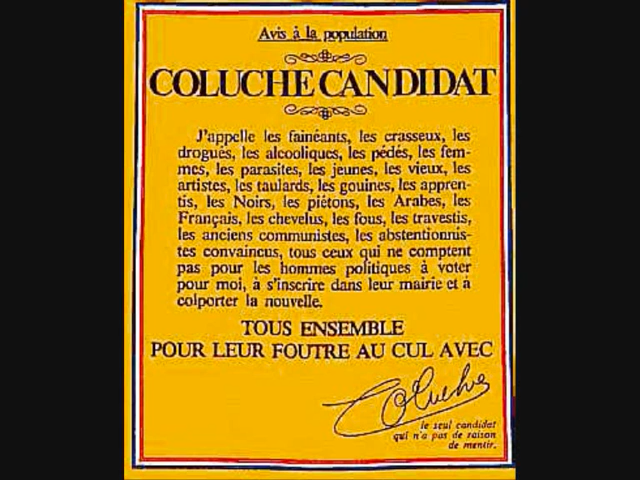 Avis à la population
COLUCHE CANDIDAT
J'appelle les fainéants, les crasseux, les
drogués, les alcooliques, les pédés, les fem-
mes, les parasites, les jeunes, les vieux, les
artistes, les taulards, les gouines, les appren-
tis, les Noirs, les piétons, les Arabes, les
Français, les chevelus, les fous, les travestis,
les anciens communistes, les abstentionnis-
tes convaincus, tous ceux qui ne comptent
pas pour les hommes politiques à voter
pour moi, à s'inscrire dans leur mairie et à
colporter la nouvelle.
TOUS ENSEMBLE
POUR LEUR FOUTRE AU CUL AVEC
Coluche
le seul candidat
qui n'a pas de raison
de mentir.